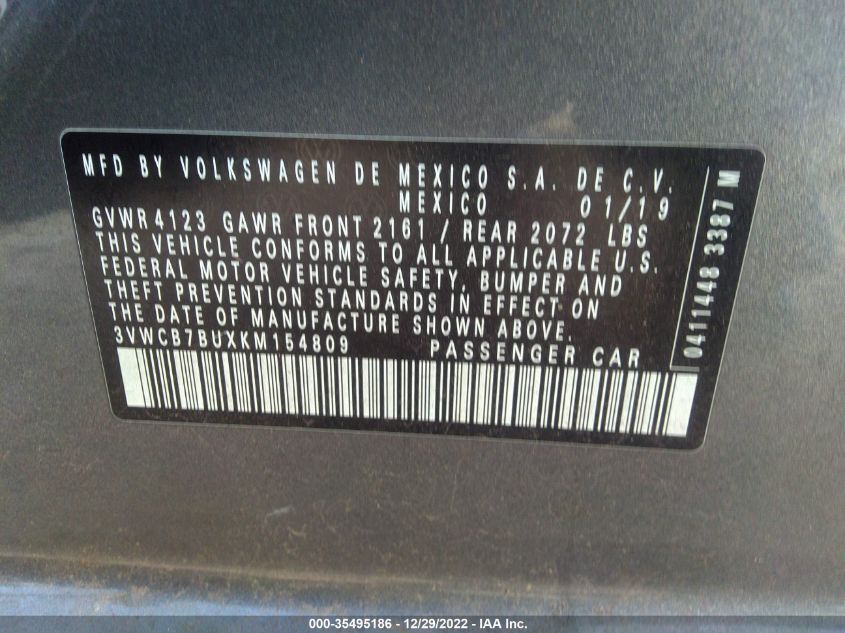 MFD BY VOLKSWAGEN DE MEXICO S.A. DE C.V.
MEXICO 01/19
GVWR 4123 GAWR FRONT 2161 / REAR 2072 LBS
THIS VEHICLE CONFORMS TO ALL APPLICABLE U.S.
FEDERAL MOTOR VEHICLE SAFETY, BUMPER AND
THEFT PREVENTION STANDARDS IN EFFECT ON
THE DATE OF MANUFACTURE SHOWN ABOVE.
3VWCB7BUXKM154809 PASSENGER CAR
0411448 3387 M
000-35495186 - 12/29/2022 - IAA Inc.